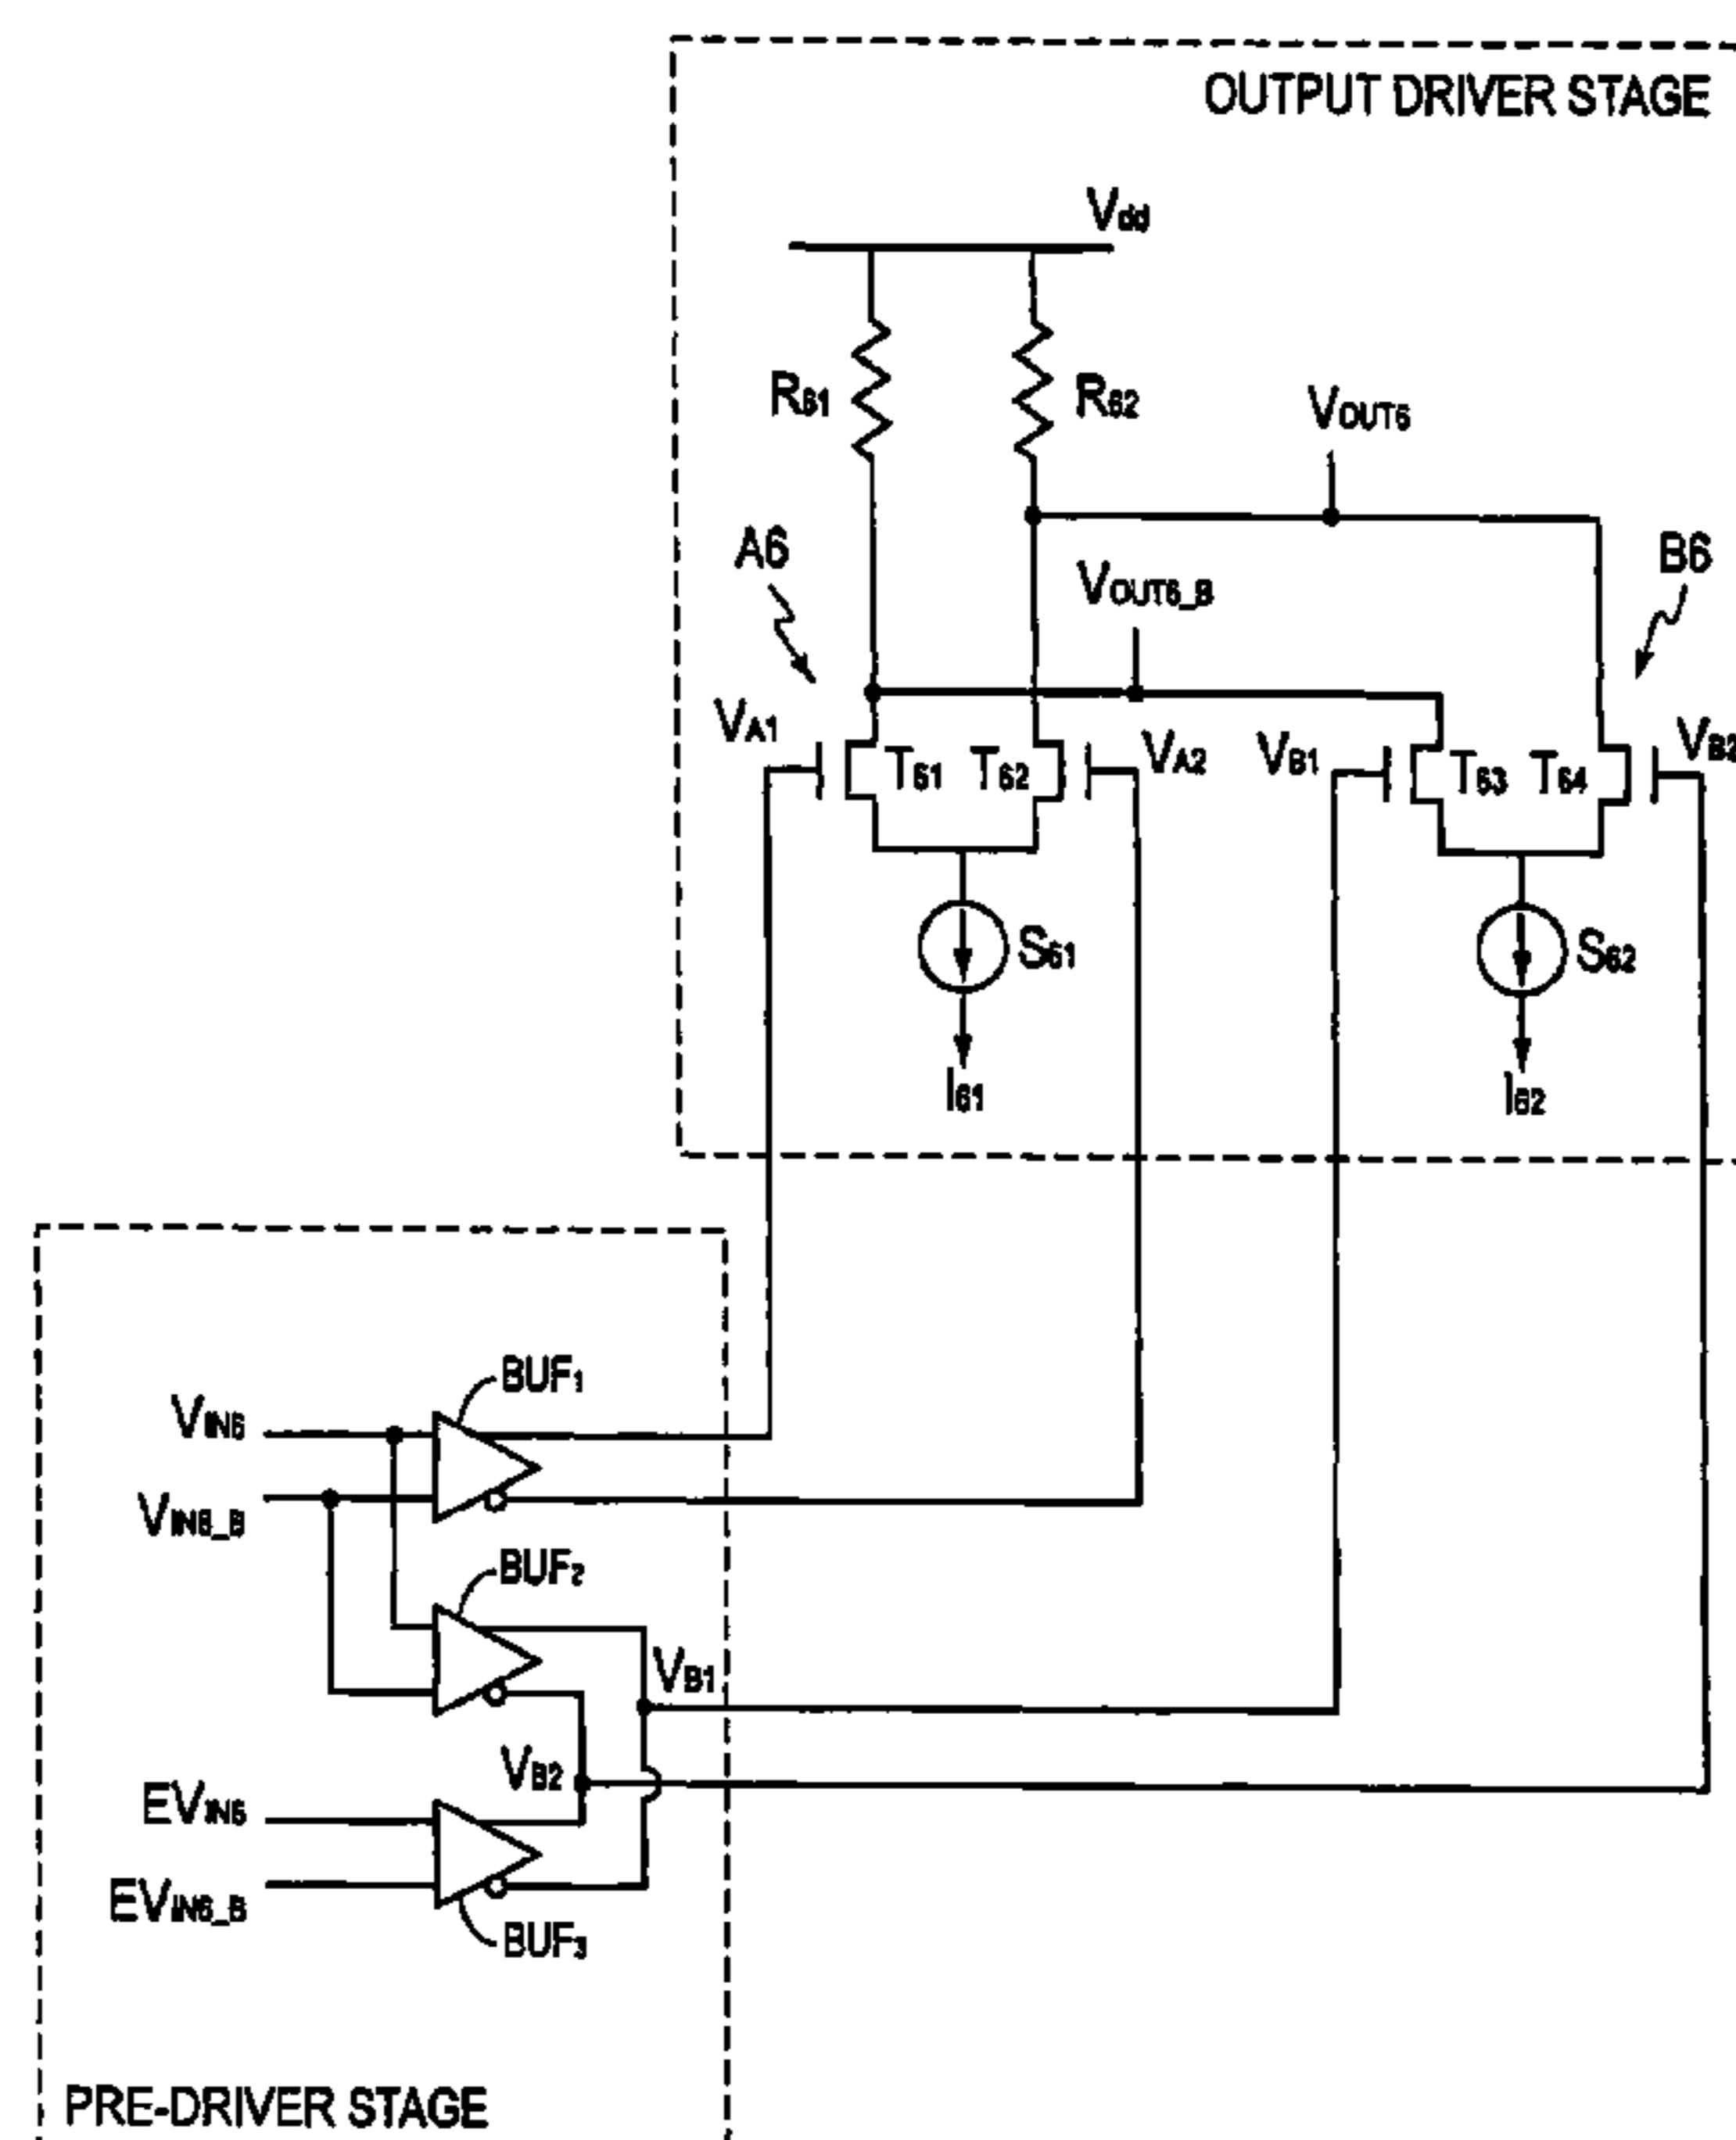 OUTPUT DRIVER STAGE
Vdd
R61
R62
VOUT6
A6
VOUT6_B
B6
VA1
T61
T62
VA2
VB1
T63
T64
VB2
S61
S62
I61
I62
BUF1
VIN6
VIN6_B
BUF2
VB1
VB2
EVIN6
EVIN6_B
BUF3
PRE-DRIVER STAGE